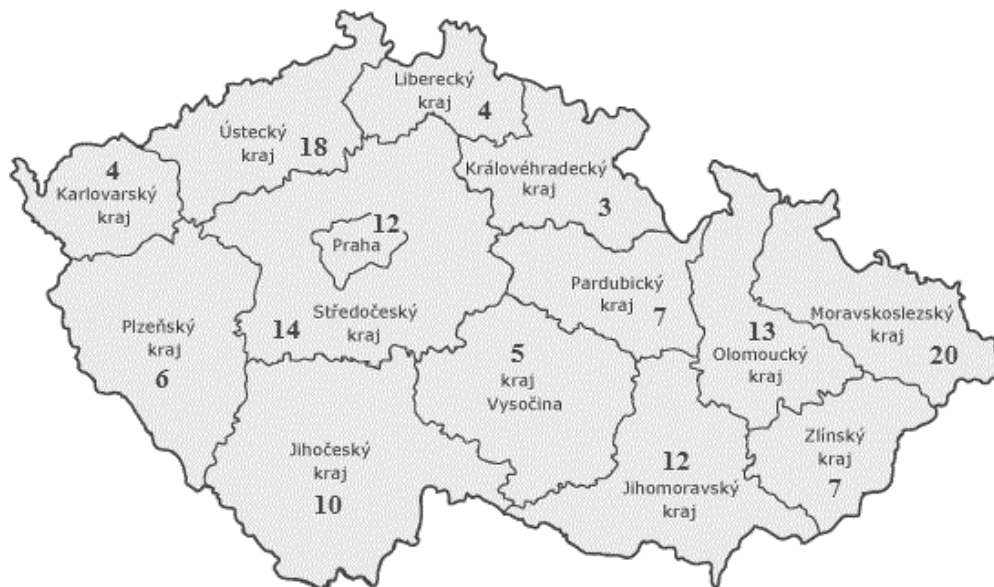 Liberecký
kraj
4
Ústecký
kraj
18
4
Karlovarský
kraj
Královéhradecký
kraj
3
12
Praha
Pardubický
kraj
7
Středočeský
kraj
14
Plzeňský
kraj
6
Moravskoslezský
kraj
20
13
Olomoucký
kraj
5
kraj
Vysočina
Jihočeský
kraj
10
Zlínský
kraj
7
12
Jihomoravský
kraj